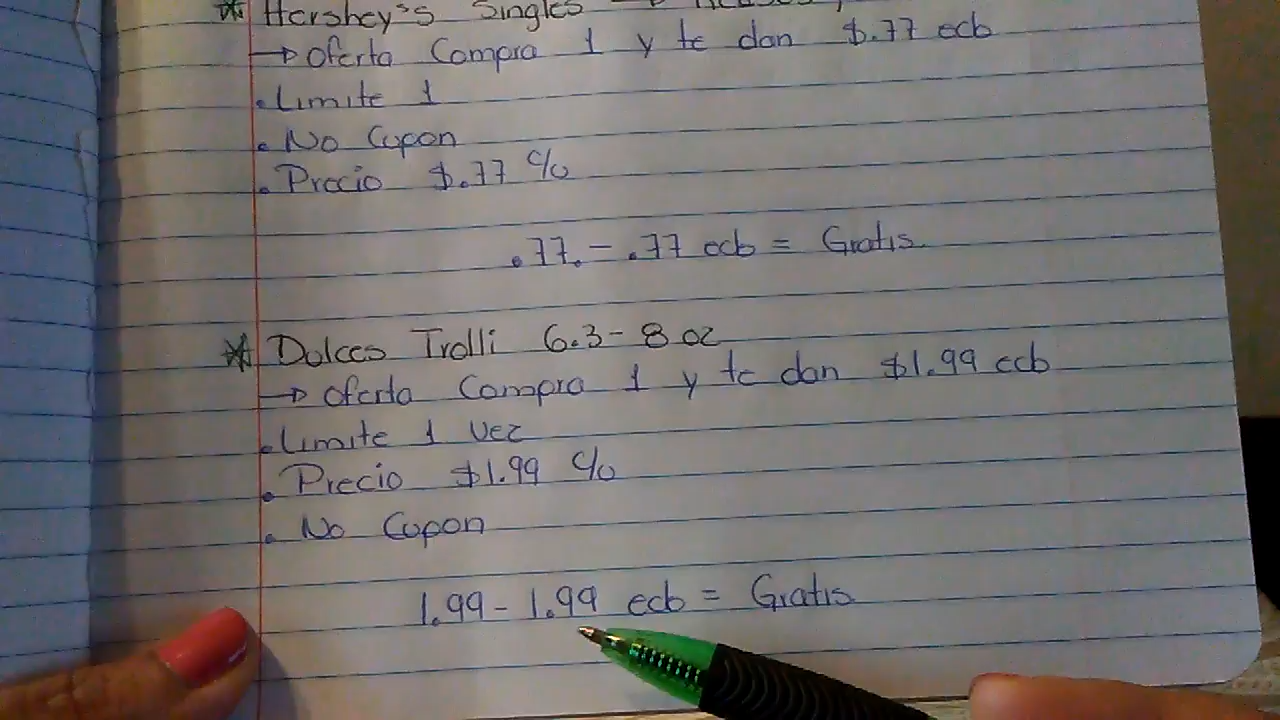 * Hershey's Singles
→ Oferta Compra 1 y te dan $.77 ecb
. Limite 1
. No Cupon
. Precio $.77 c/o
.77.- .77 ecb = Gratis
* Dulces Trolli 6.3-8 oz
→ Oferta Compra 1 y te dan $1.99 ecb
. Limite 1 vez
. Precio $1.99 c/o
. No Cupon
1.99 - 1.99 ecb = Gratis